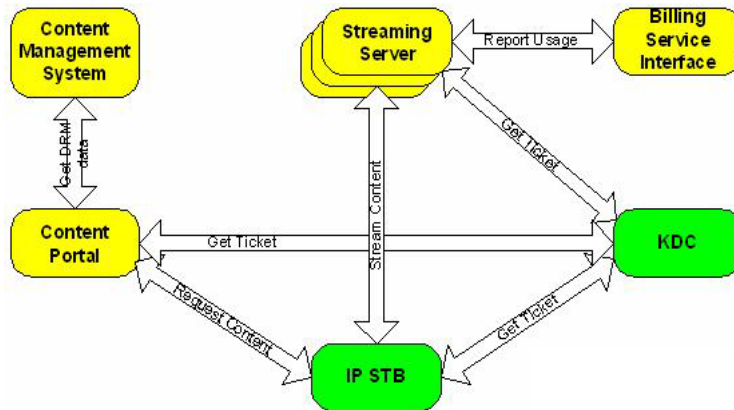 Content
Management
System
Streaming
Server
Report Usage
Billing
Service
Interface
Get DRM
data
Get Ticket
Stream Content
Content
Portal
Get Ticket
KDC
Request Content
Get Ticket
IP STB